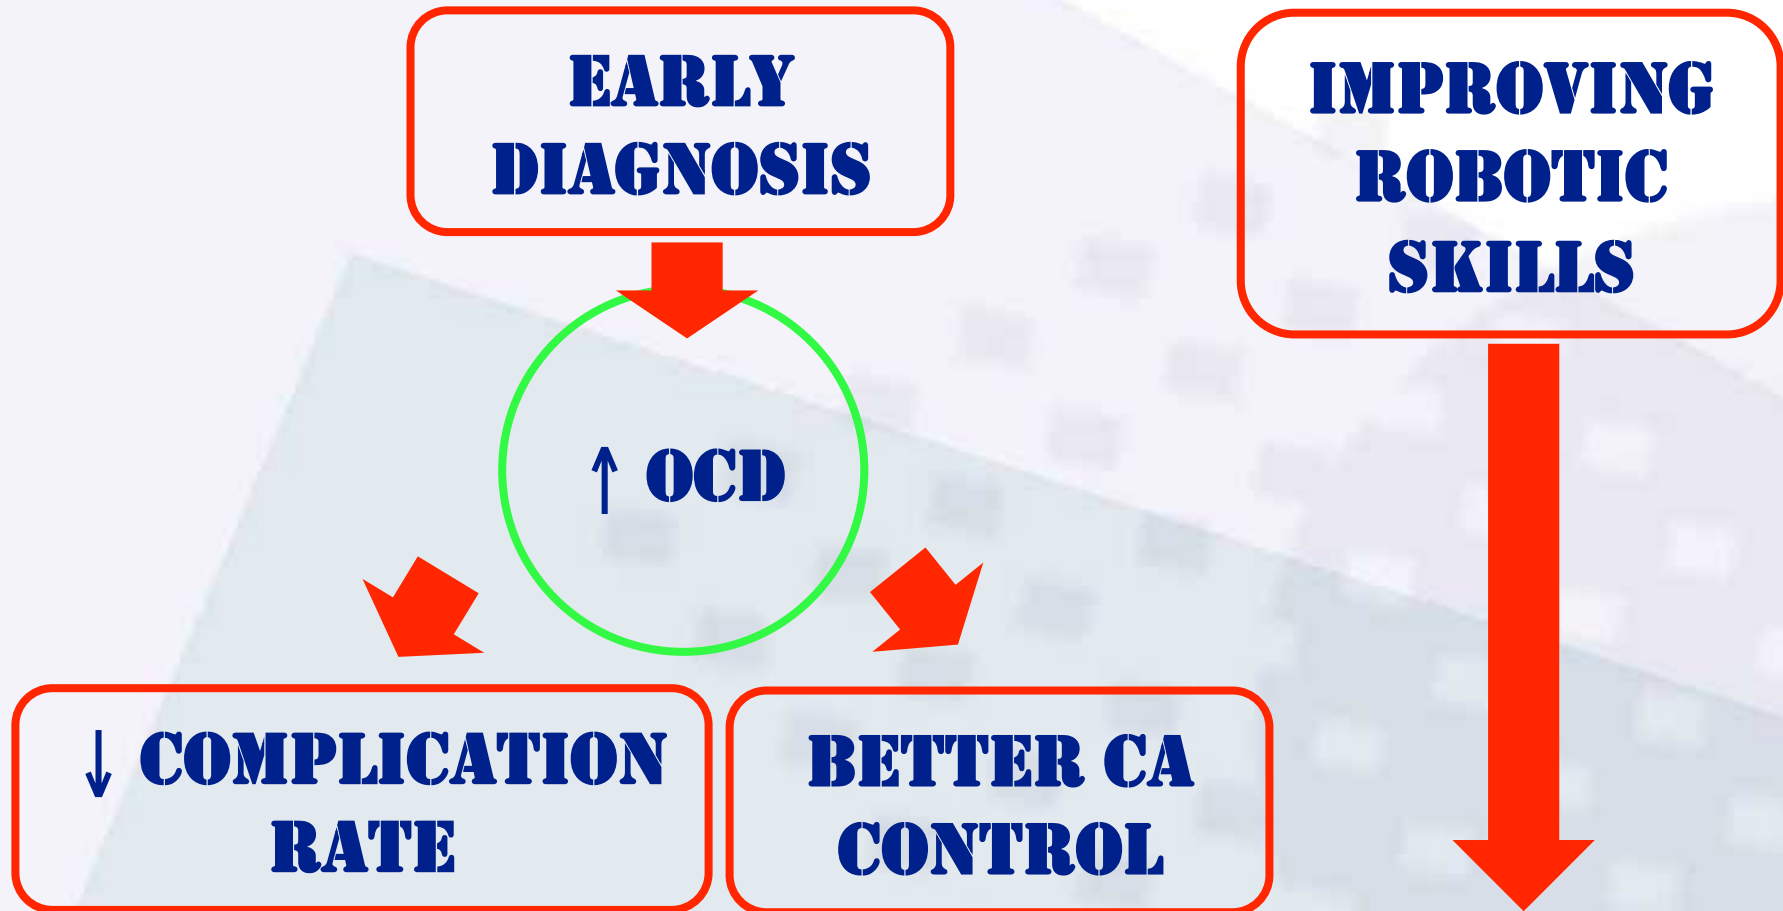 EARLY
DIAGNOSIS
IMPROVING
ROBOTIC
SKILLS
↑ OCD
↓ COMPLICATION
RATE
BETTER CA
CONTROL